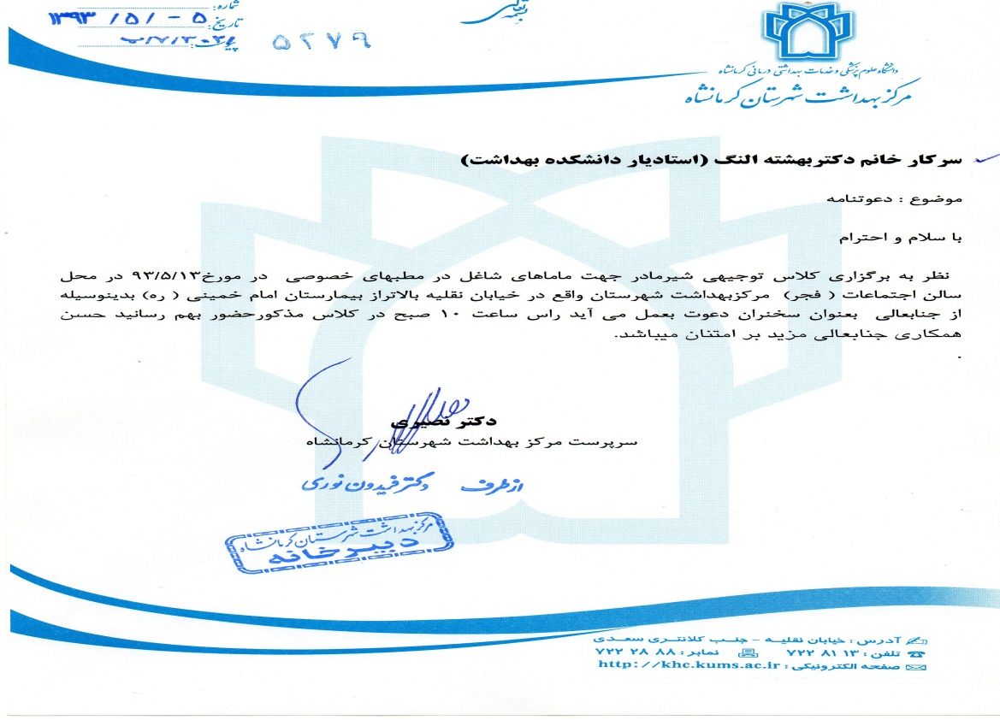 بسمه تعالی
شماره:
تاریخ: ۵ - /۵/ ۱۳۹۳
پیوست:
۵۲۷۹
دانشگاه علوم پزشکی و خدمات بهداشتی درمانی کرمانشاه
مرکز بهداشت شهرستان کرمانشاه
سرکار خانم دکتربهشته النگ (استادیار دانشکده بهداشت)
موضوع : دعوتنامه
با سلام و احترام
نظر به برگزاری کلاس توجیهی شیرمادر جهت ماماهای شاغل در مطبهای خصوصی در مورخ۹۳/۵/۱۳ در محل
سالن اجتماعات ( فجر) مرکزبهداشت شهرستان واقع در خیابان نقلیه بالاتراز بیمارستان امام خمینی ( ره) بدینوسیله
از جنابعالی بعنوان سخنران دعوت بعمل می آید راس ساعت ۱۰ صبح در کلاس مذکورحضور بهم رسانید حسن
همکاری جنابعالی مزید بر امتنان میباشد.
.
دکتر نصیری
سرپرست مرکز بهداشت شهرستان کرمانشاه
از طرف دکتر فریدون نوری
مرکز بهداشت شهرستان کرمانشاه
دبیرخانه
آدرس : خیابان نقلیه - جنب کلانتری سعدی
تلفن : ۷۲۲ ۸۱ ۱۳ نمابر : ۷۲۲ ۲۸ ۸۸
صفحه الکترونیکی : http://khc.kums.ac.ir